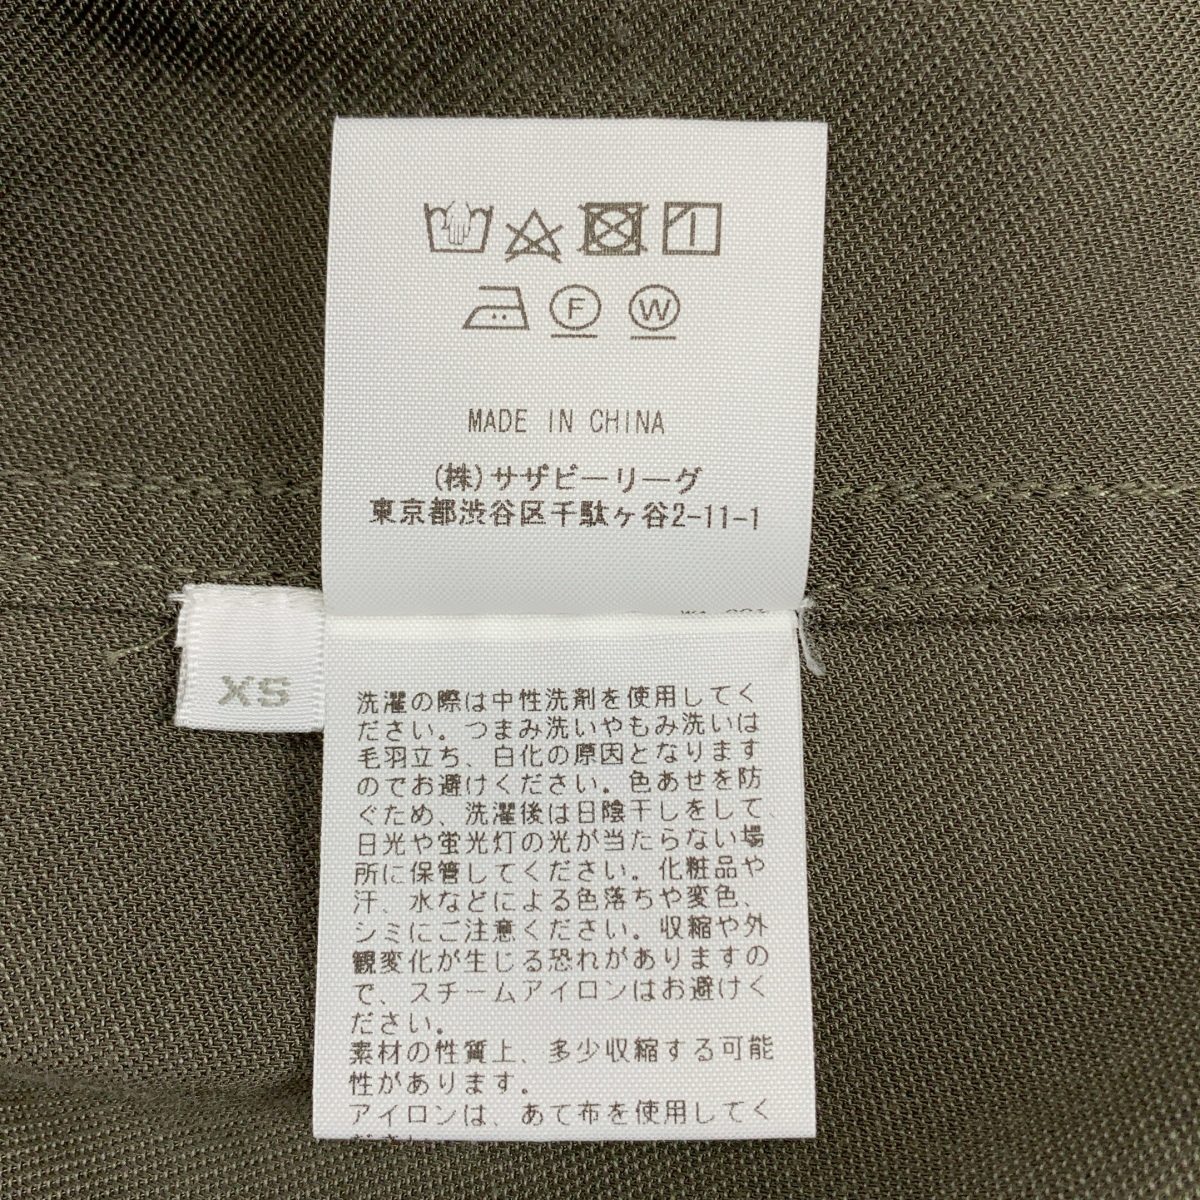 F W
MADE IN CHINA
(株)サザビーリーグ
東京都渋谷区千駄ヶ谷2-11-1
XS
洗濯の際は中性洗剤を使用してく
ださい。つまみ洗いやもみ洗いは
毛羽立ち、白化の原因となります
のでお避けください。色あせを防
ぐため、洗濯後は日陰干しをして、
日光や蛍光灯の光が当たらない場
所に保管してください。化粧品や
汗、水などによる色落ちや変色、
シミにご注意ください。収縮や外
観変化が生じる恐れがありますの
で、スチームアイロンはお避けく
ださい。
素材の性質上、多少収縮する可能
性があります。
アイロンは、あて布を使用してく
ださい。